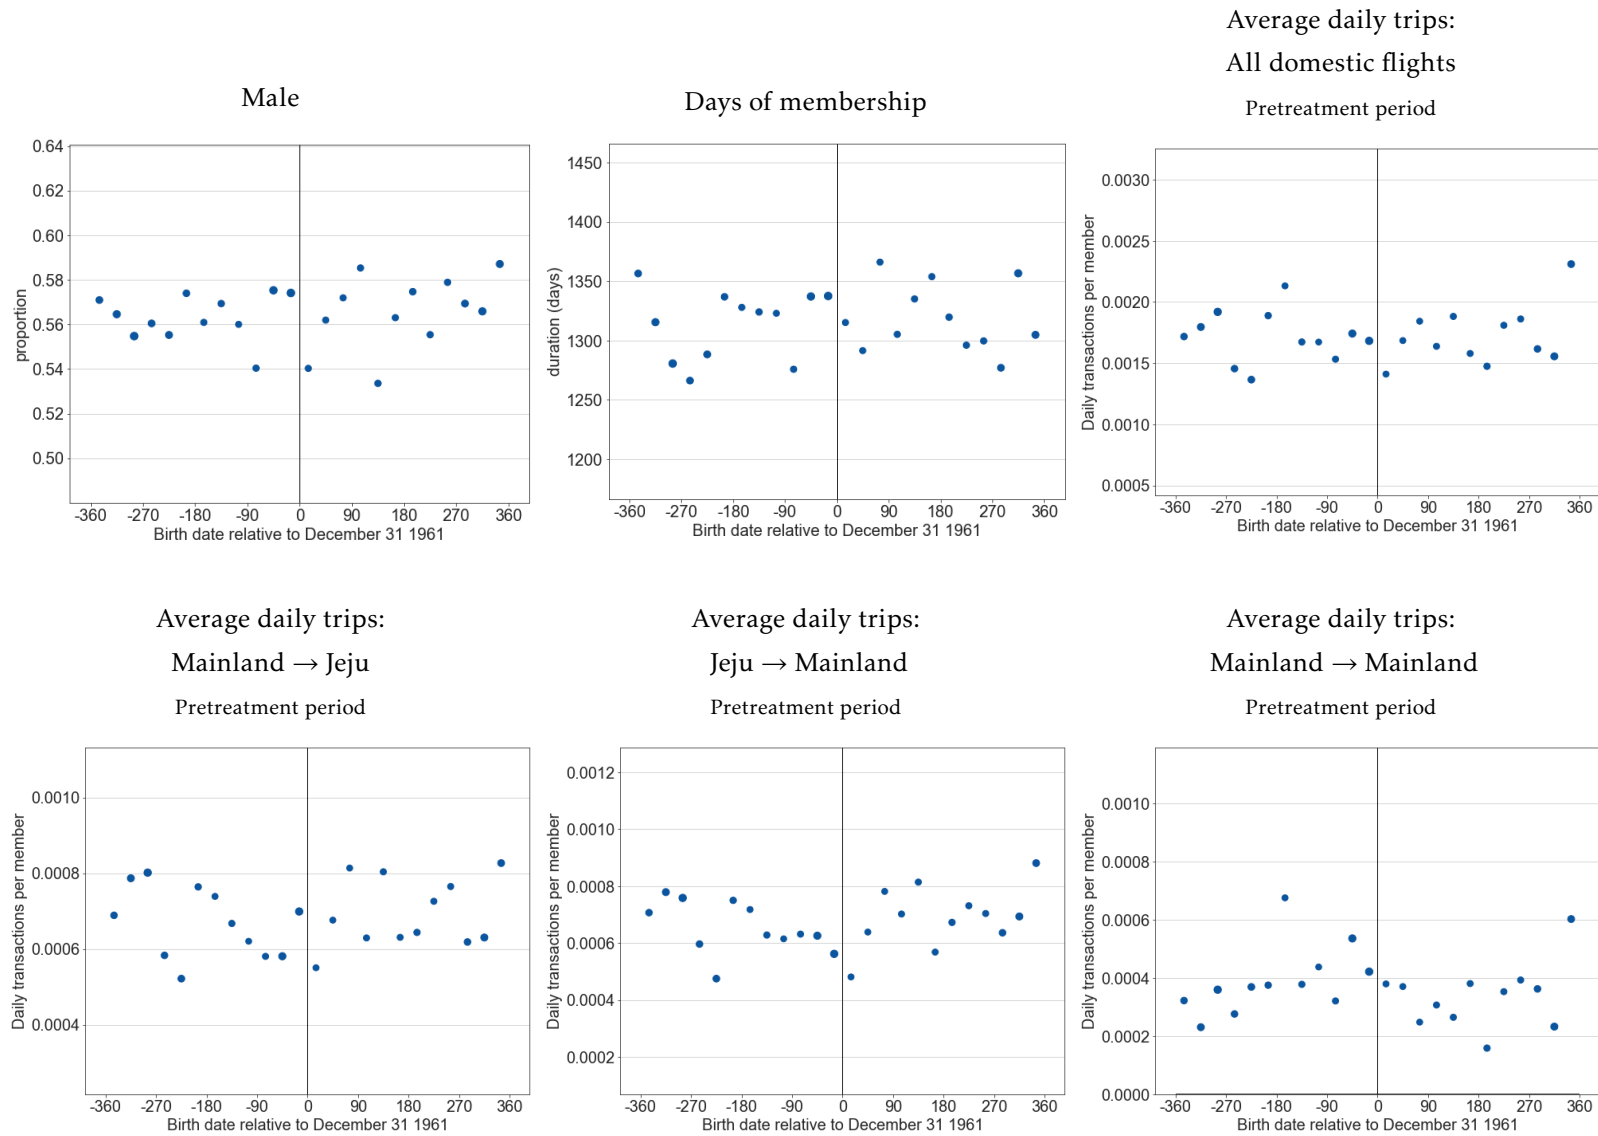 Male
0.64
0.62
0.60
0.58
0.56
0.54
0.52
0.50
proportion
-360 -270 -180 -90 0 90 180 270 360
Birth date relative to December 31 1961
Days of membership
1450
1400
1350
1300
1250
1200
duration (days)
-360 -270 -180 -90 0 90 180 270 360
Birth date relative to December 31 1961
Average daily trips:
All domestic flights
Pretreatment period
0.0030
0.0025
0.0020
0.0015
0.0010
0.0005
Daily transactions per member
-360 -270 -180 -90 0 90 180 270 360
Birth date relative to December 31 1961
Average daily trips:
Mainland → Jeju
Pretreatment period
0.0010
0.0008
0.0006
0.0004
Daily transactions per member
-360 -270 -180 -90 0 90 180 270 360
Birth date relative to December 31 1961
Average daily trips:
Jeju → Mainland
Pretreatment period
0.0012
0.0010
0.0008
0.0006
0.0004
0.0002
Daily transactions per member
-360 -270 -180 -90 0 90 180 270 360
Birth date relative to December 31 1961
Average daily trips:
Mainland → Mainland
Pretreatment period
0.0010
0.0008
0.0006
0.0004
0.0002
0.0000
Daily transactions per member
-360 -270 -180 -90 0 90 180 270 360
Birth date relative to December 31 1961